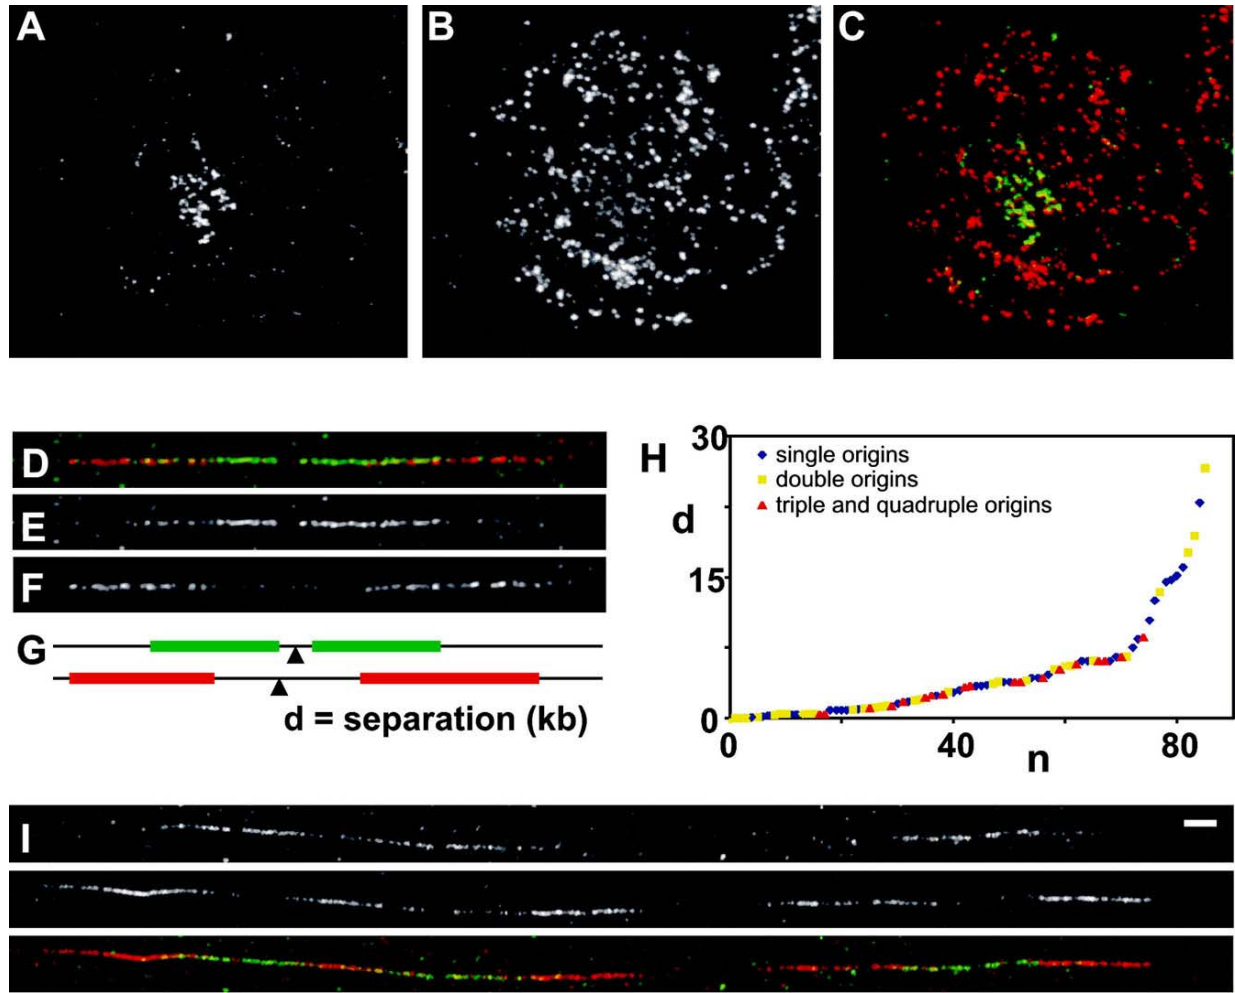 A
B
C
D
E
F
G
d = separation (kb)
H
30
single origins
double origins
triple and quadruple origins
d
15
0
0
40
80
n
I